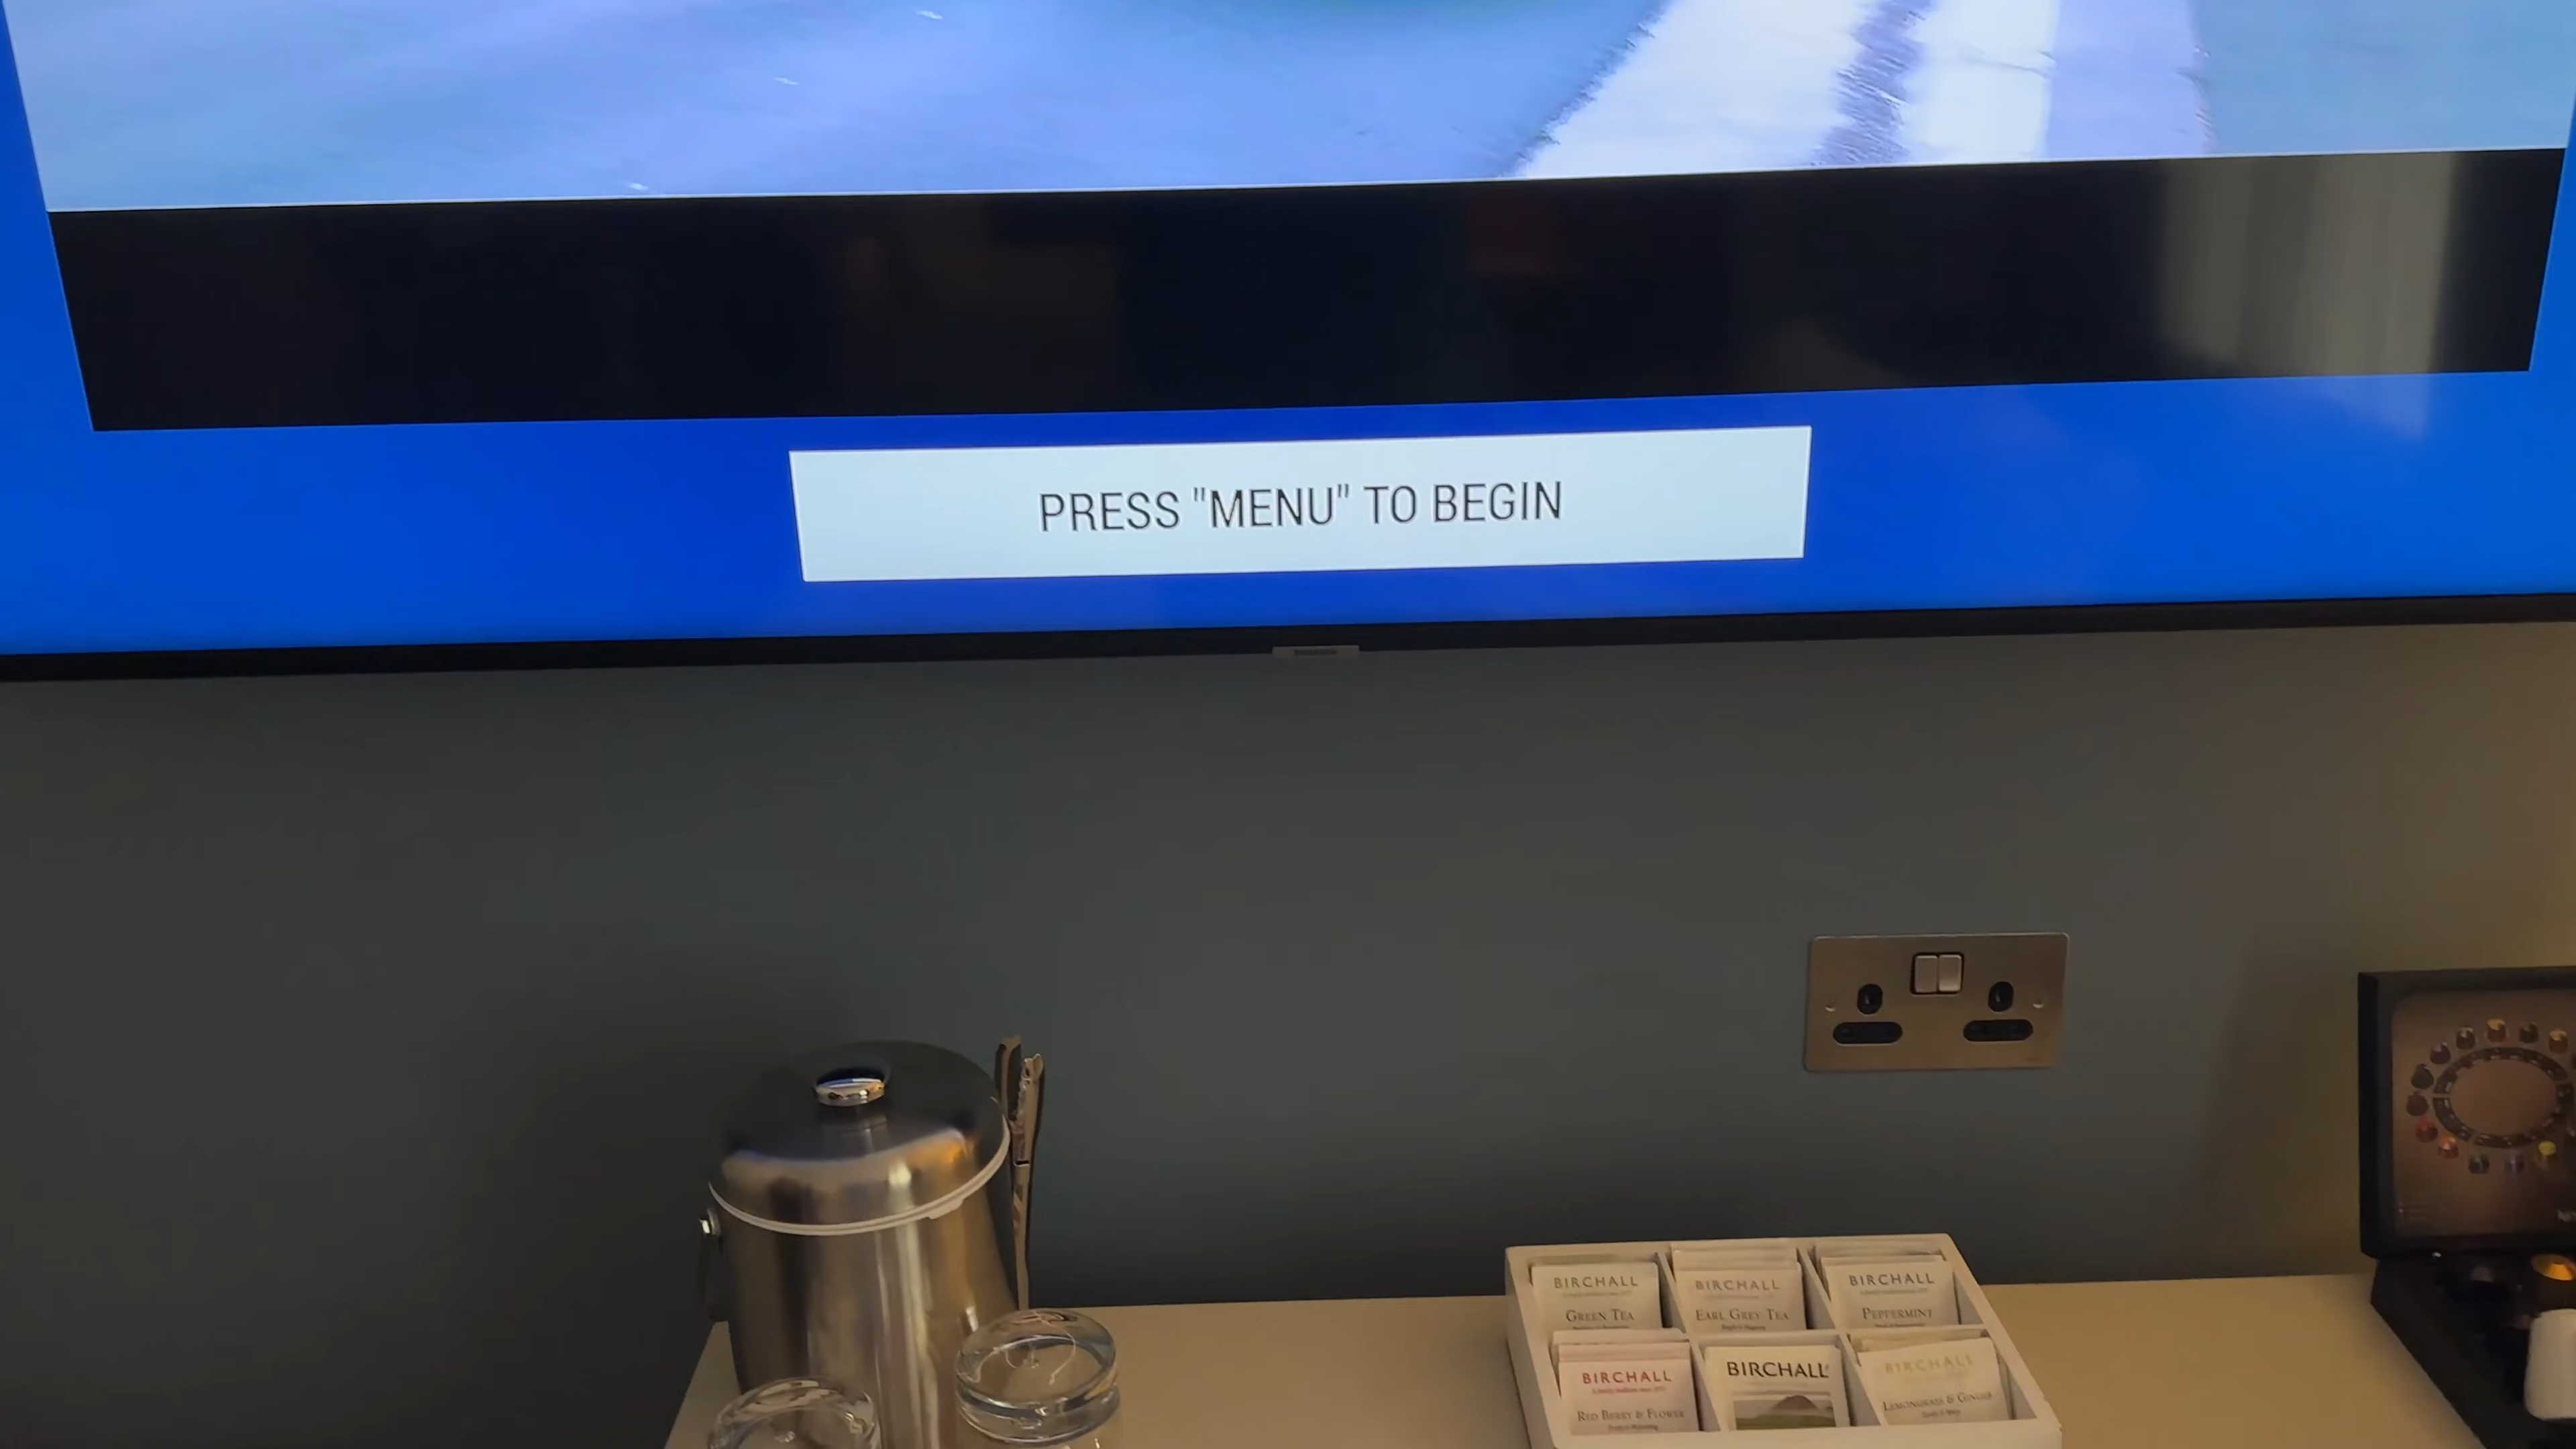 PRESS "MENU" TO BEGIN
BIRCHALL
GREEN TEA
BIRCHALL
EARL GREY TEA
BIRCHALL
PEPPERMINT
BIRCHALL
RED BERRY & FLOWER
BIRCHALL
BIRCHALL
LEMONGRASS & GINGER